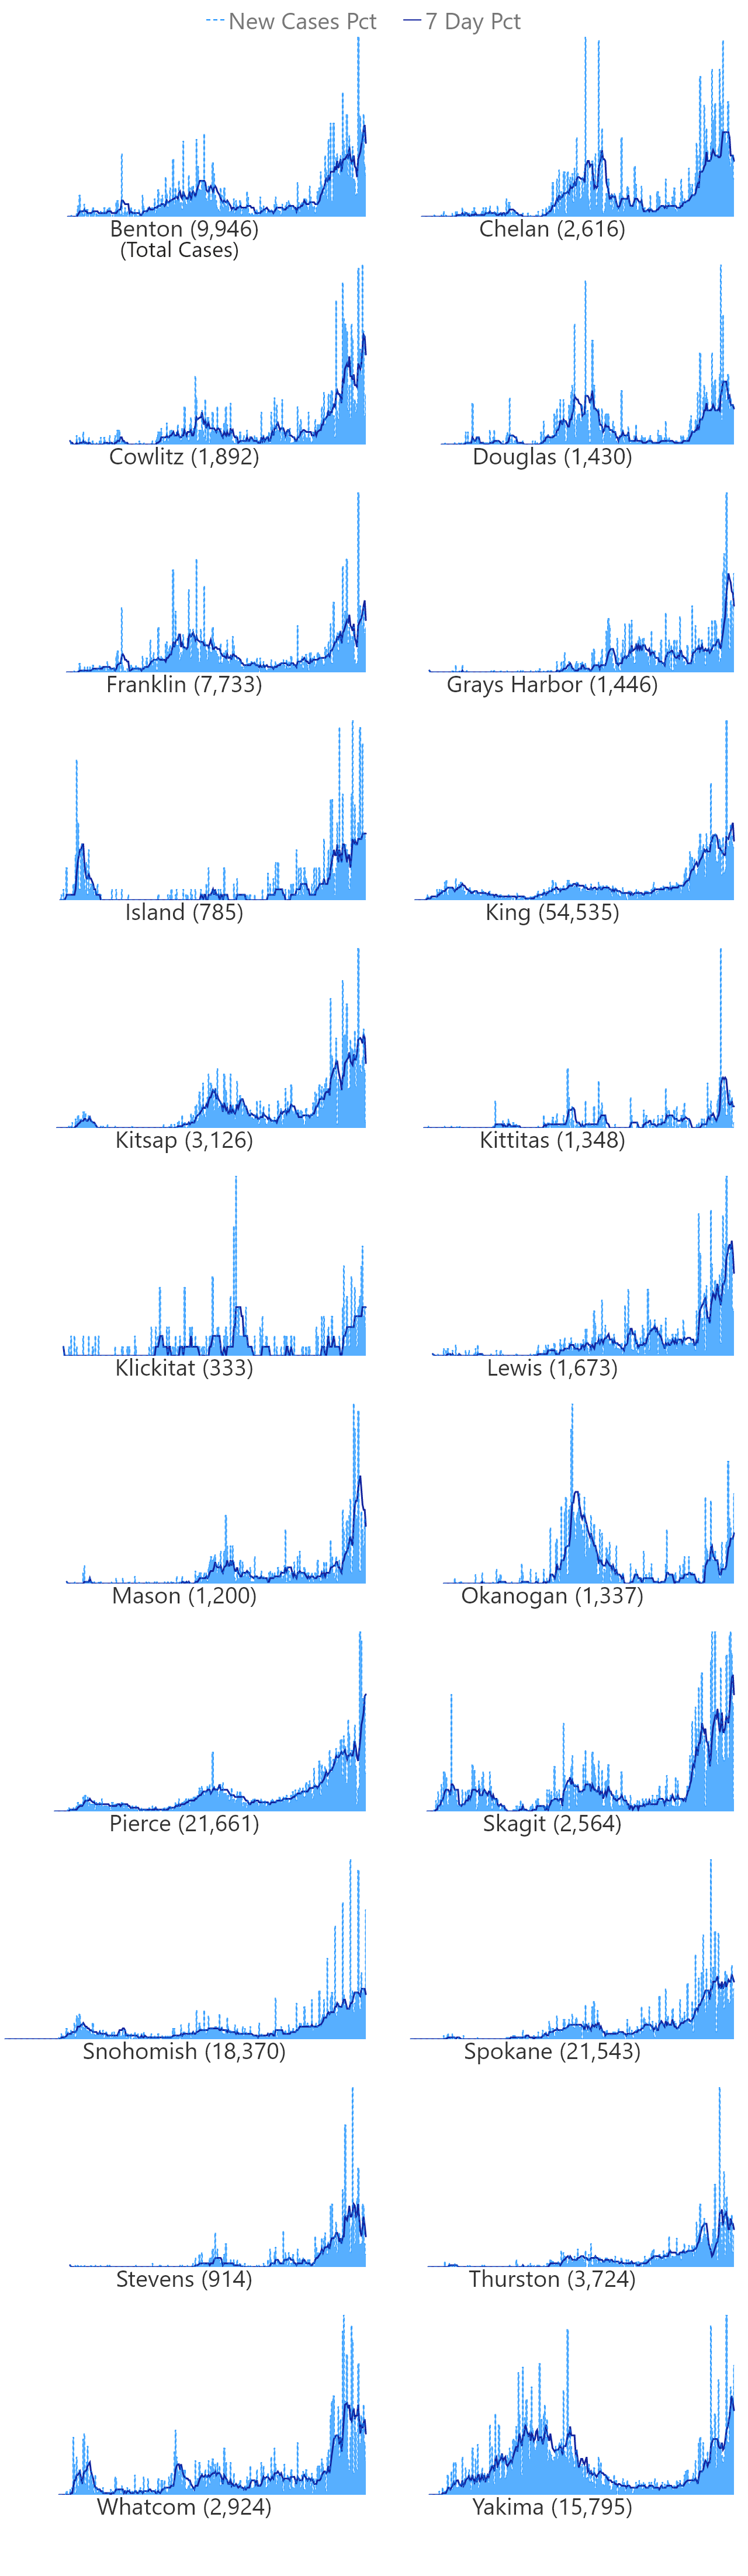 New Cases Pct 7 Day Pct
Benton (9,946) Chelan (2,616)
(Total Cases)
Cowlitz (1,892) Douglas (1,430)
Franklin (7,733) Grays Harbor (1,446)
Island (785) King (54,535)
Kitsap (3,126) Kittitas (1,348)
Klickitat (333) Lewis (1,673)
Mason (1,200) Okanogan (1,337)
Pierce (21,661) Skagit (2,564)
Snohomish (18,370) Spokane (21,543)
Stevens (914) Thurston (3,724)
Whatcom (2,924) Yakima (15,795)